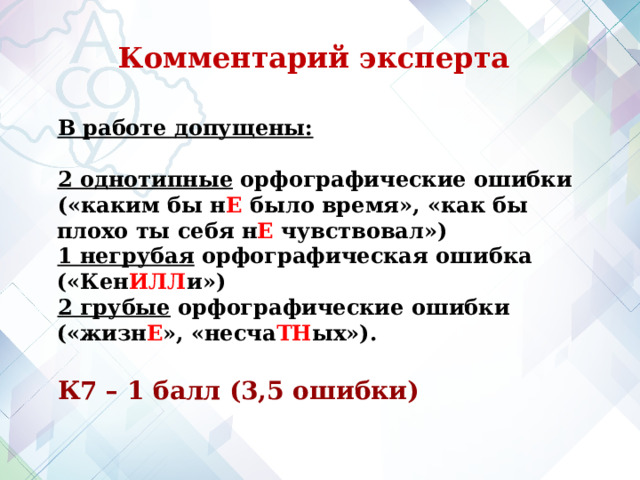 Комментарий эксперта
В работе допущены:
2 однотипные орфографические ошибки
(«каким бы нЕ было время», «как бы
плохо ты себя нЕ чувствовал»)
1 негрубая орфографическая ошибка
(«КенИЛЛи»)
2 грубые орфографические ошибки
(«жизнЕ», «несчаТНых»).
К7 – 1 балл (3,5 ошибки)